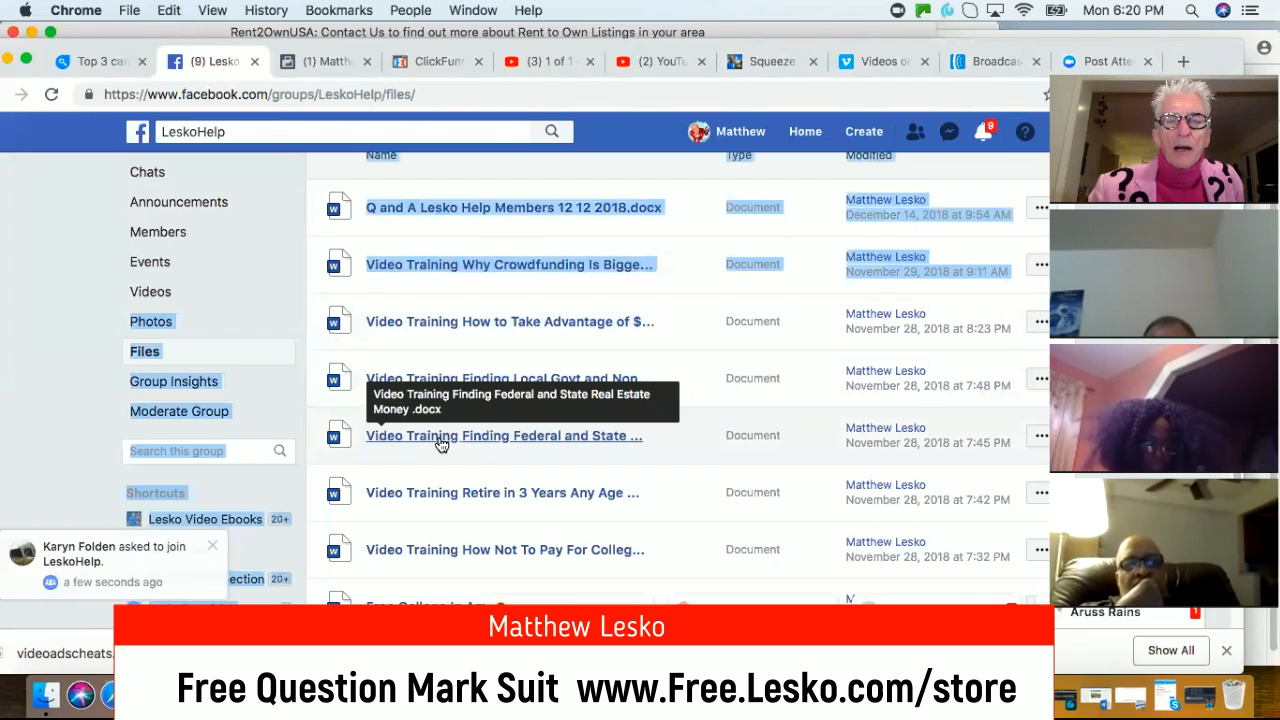 Chrome File Edit View History Bookmarks People Window Help Mon 6:20 PM
Rent2OwnUSA: Contact Us to find out more about Rent to Own Listings in your area
Top 3 ca (9) Lesko (1) Matth ClickFun (3) 1 of 1 (2) YouTu Squeeze Videos on Broadcas Post Atte
https://www.facebook.com/groups/LeskoHelp/files/
LeskoHelp Matthew Home Create 9
Name Type Modified
Chats
Announcements
Members
Events
Videos
Photos
Files
Group Insights
Moderate Group
Search this group
Shortcuts
Lesko Video Ebooks 20+
ection 20+
Q and A Lesko Help Members 12 12 2018.docx Document Matthew Lesko
December 14, 2018 at 9:54 AM
Video Training Why Crowdfunding Is Bigge... Document Matthew Lesko
November 29, 2018 at 9:11 AM
Video Training How to Take Advantage of $... Document Matthew Lesko
November 28, 2018 at 8:23 PM
Video Training Finding Local Govt and Non Document Matthew Lesko
November 28, 2018 at 7:48 PM
Video Training Finding Federal and State Real Estate
Money .docx
Video Training Finding Federal and State ... Document Matthew Lesko
November 28, 2018 at 7:45 PM
Video Training Retire in 3 Years Any Age ... Document Matthew Lesko
November 28, 2018 at 7:42 PM
Video Training How Not To Pay For Colleg... Document Matthew Lesko
November 28, 2018 at 7:32 PM
Karyn Folden asked to join
LeskoHelp.
a few seconds ago
Aruss Rains 1
videoadscheats. Show All
Matthew Lesko
Free Question Mark Suit www.Free.Lesko.com/store